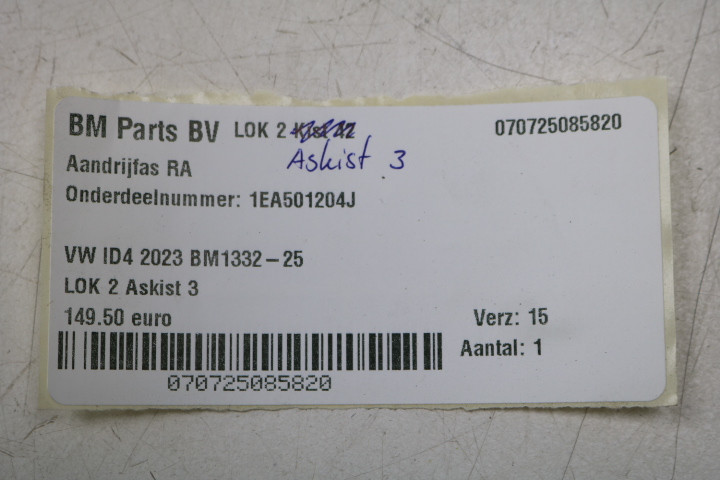 BM Parts BV LOK 2 070725085820
Askist 3
Aandrijfas RA
Onderdeelnummer: 1EA501204J
VW ID4 2023 BM1332-25
LOK 2 Askist 3
149.50 euro Verz: 15
Aantal: 1
070725085820